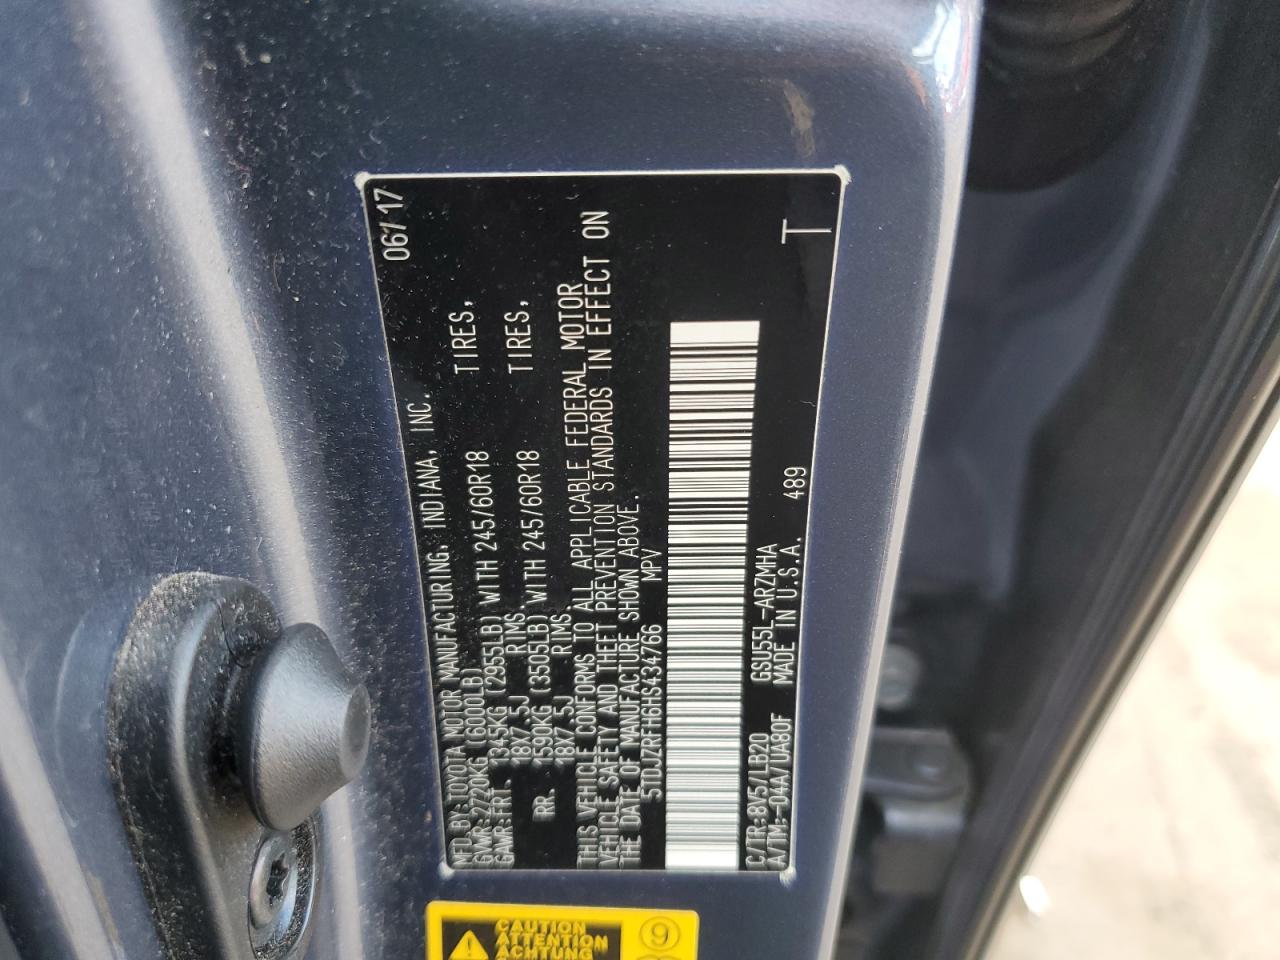 06/17
MFD. BY: TOYOTA MOTOR MANUFACTURING, INDIANA, INC.
GVWR:2720KG (6000LB)
GAWR:FRT. 1345KG (2955LB) WITH 245/60R18 TIRES,
18X7.5J RIMS.
RR. 1590KG (3505LB) WITH 245/60R18 TIRES,
18X7.5J RIMS.
THIS VEHICLE CONFORMS TO ALL APPLICABLE FEDERAL MOTOR
VEHICLE SAFETY AND THEFT PREVENTION STANDARDS IN EFFECT ON
THE DATE OF MANUFACTURE SHOWN ABOVE.
5TDJZRFH6HS434766 MPV
C/TR:8V5/LB20 GSU55L-ARZMHA
A/TM:-04A/UA80F MADE IN U.S.A. 489
T
CAUTION
ATTENTION
ACHTUNG
9